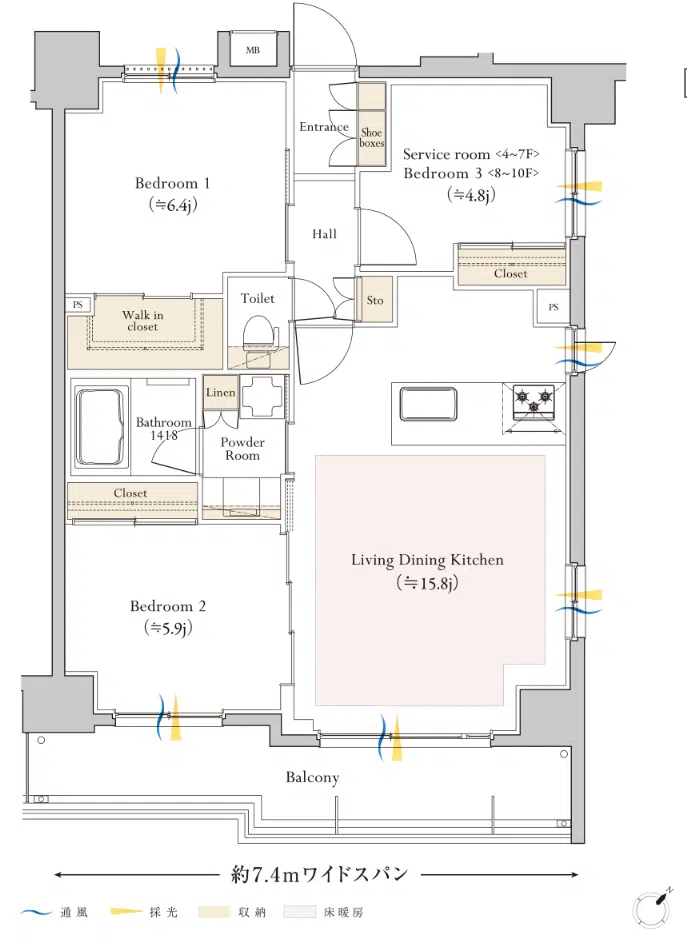 MB
Entrance
Shoe
boxes
Service room <4~7F>
Bedroom 3 <8~10F>
(≒4.8j)
Bedroom 1
(≒6.4j)
Hall
Closet
PS
Walk in
closet
Toilet
Sto
PS
Linen
Bathroom
1418
Powder
Room
Closet
Living Dining Kitchen
(≒15.8j)
Bedroom 2
(≒5.9j)
Balcony
約7.4mワイドスパン
通風 採光 収納 床暖房
N